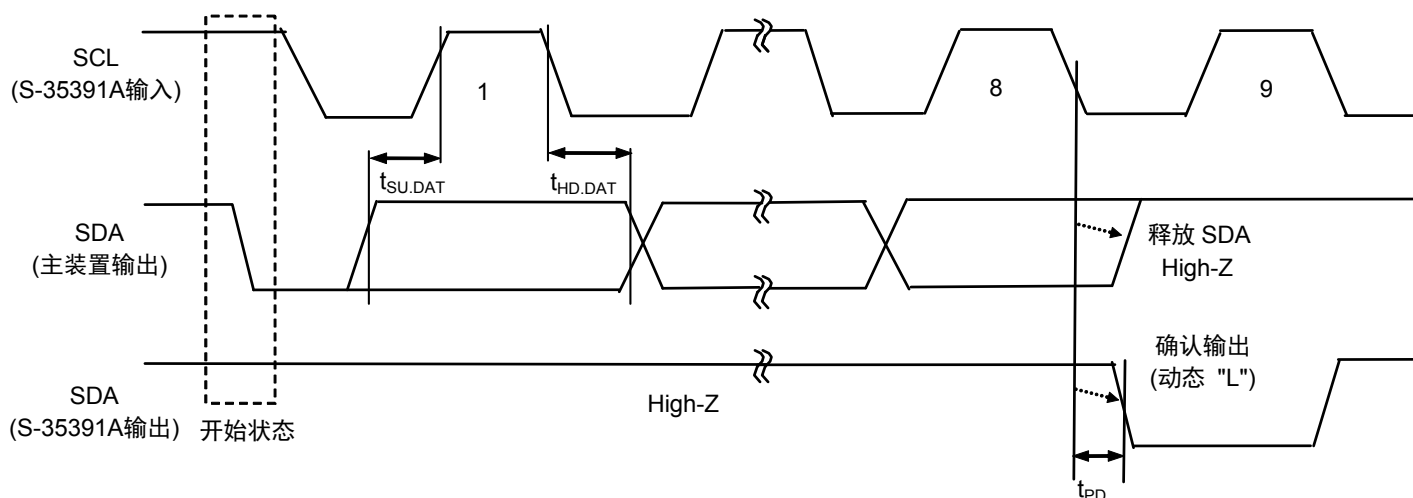 SCL
(S-35391A输入)
1
8
9
tSU.DAT
tHD.DAT
SDA
(主装置输出)
释放 SDA
High-Z
SDA
(S-35391A输出)
开始状态
High-Z
确认输出
(动态 "L")
tPD